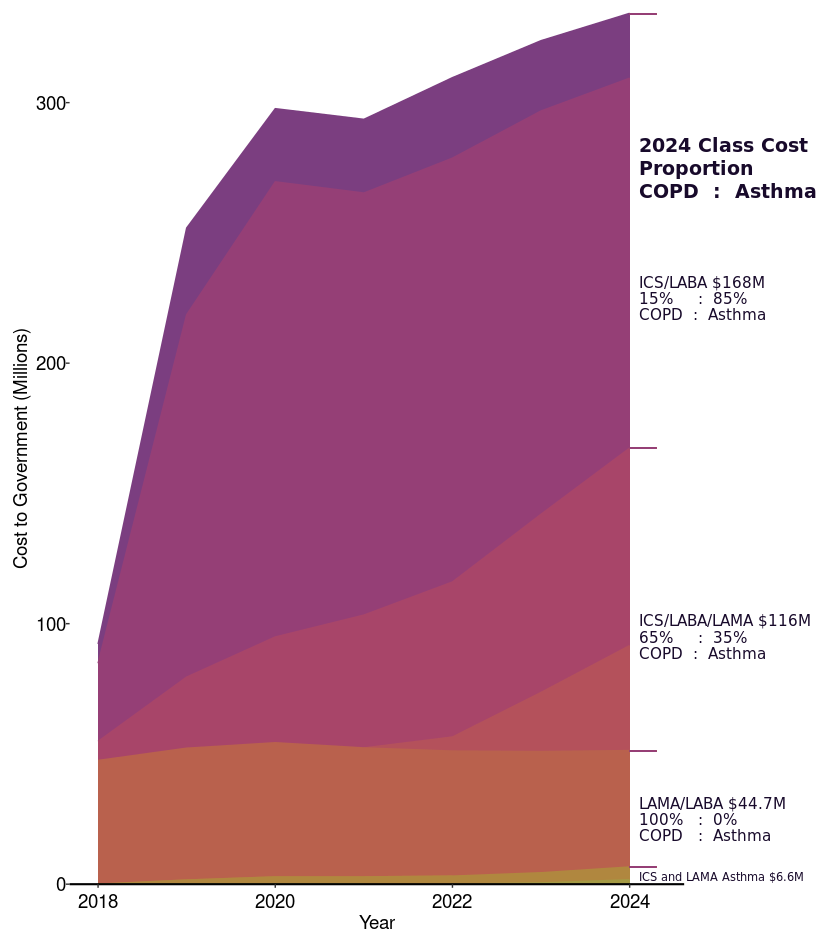 300
200
100
0
Cost to Government (Millions)
2018
2020
2022
2024
Year
2024 Class Cost
Proportion
COPD : Asthma
ICS/LABA $168M
15% : 85%
COPD : Asthma
ICS/LABA/LAMA $116M
65% : 35%
COPD : Asthma
LAMA/LABA $44.7M
100% : 0%
COPD : Asthma
ICS and LAMA Asthma $6.6M